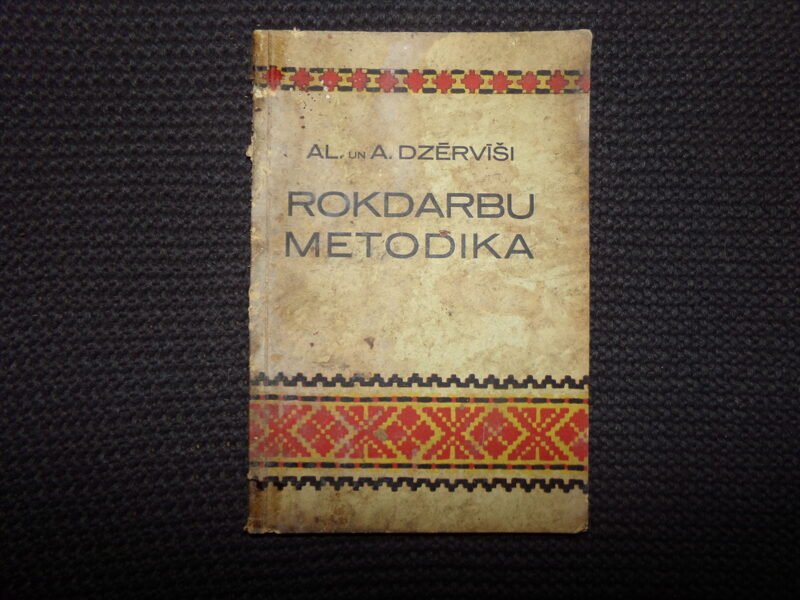 AL. UN A. DZĒRVĪŠI
ROKDARBU
METODIKA